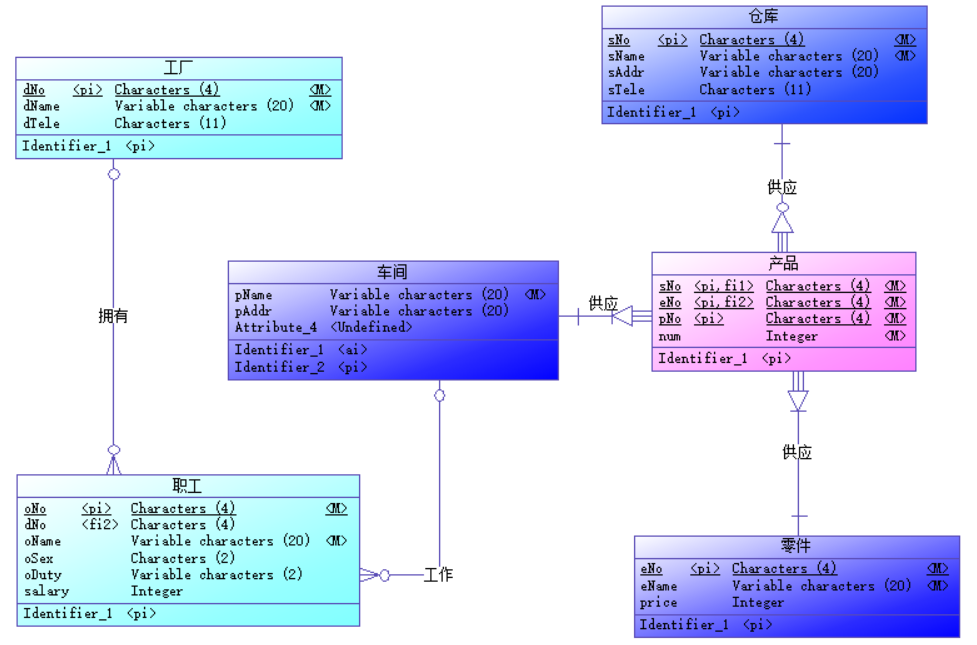 工厂
dNo <pi> Characters (4) <M>
dName Variable characters (20) <M>
dTele Characters (11)
Identifier_1 <pi>
仓库
sNo <pi> Characters (4) <M>
sName Variable characters (20) <M>
sAddr Variable characters (20)
sTele Characters (11)
Identifier_1 <pi>
供应
拥有
车间
pName Variable characters (20) <M>
pAddr Variable characters (20)
Attribute_4 <Undefined>
Identifier_1 <ai>
Identifier_2 <pi>
供应
产品
sNo <pi,fi1> Characters (4) <M>
eNo <pi,fi2> Characters (4) <M>
pNo <pi> Characters (4) <M>
num Integer <M>
Identifier_1 <pi>
供应
职工
oNo <pi> Characters (4) <M>
dNo <fi2> Characters (4)
oName Variable characters (20) <M>
oSex Characters (2)
oDuty Variable characters (2)
salary Integer
Identifier_1 <pi>
工作
零件
eNo <pi> Characters (4) <M>
eName Variable characters (20) <M>
price Integer
Identifier_1 <pi>